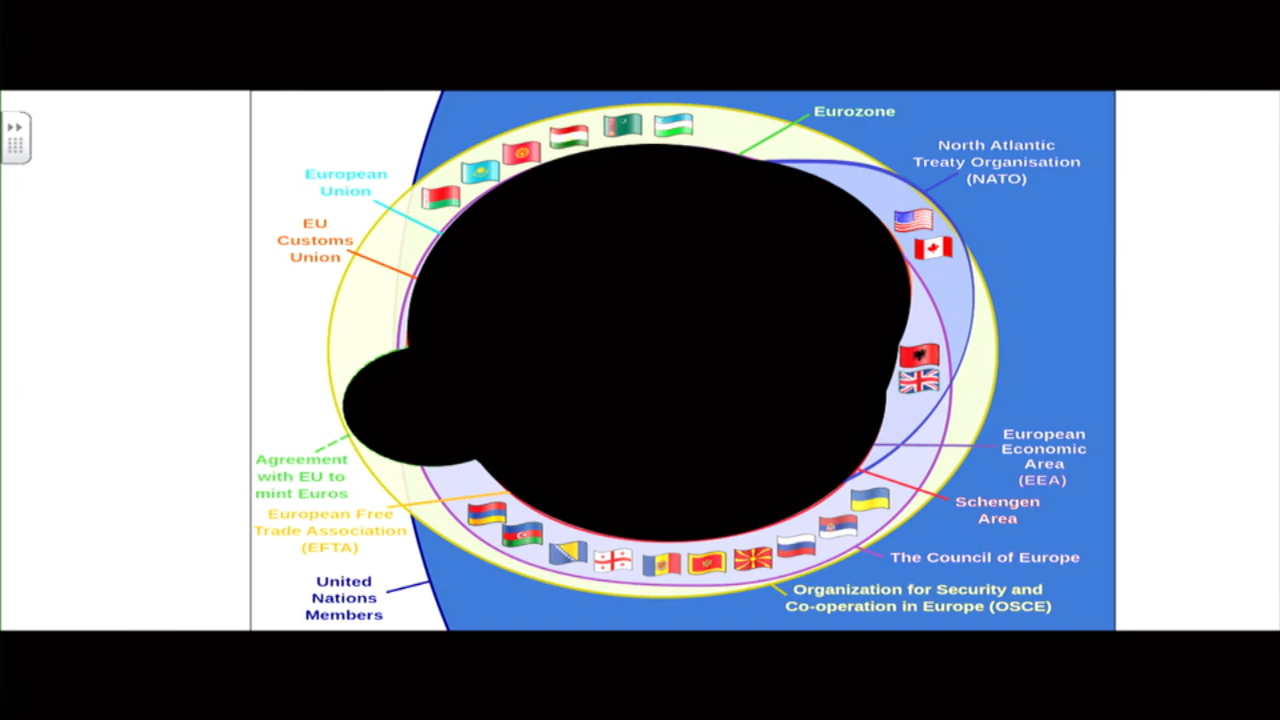 Eurozone
North Atlantic
Treaty Organisation
(NATO)
European
Union
EU
Customs
Union
Agreement
with EU to
mint Euros
European Free
Trade Association
(EFTA)
United
Nations
Members
European
Economic
Area
(EEA)
Schengen
Area
The Council of Europe
Organization for Security and
Co-operation in Europe (OSCE)